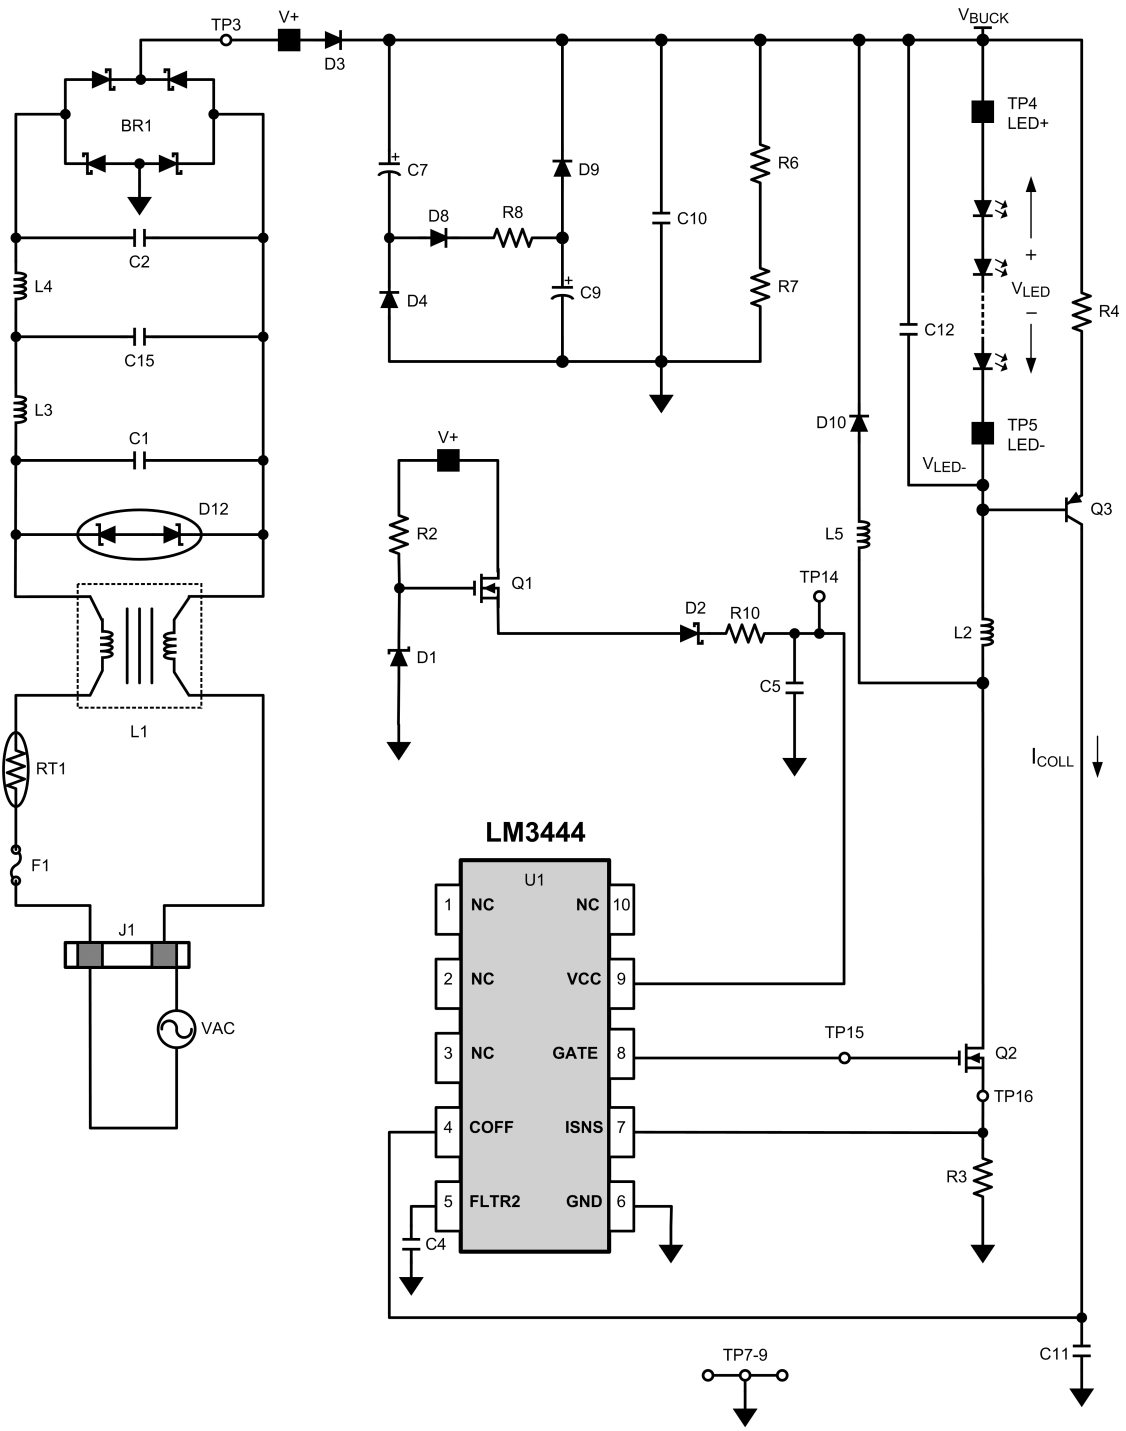 TP3
V+
D3
VBUCK
BR1
C7
+
D9
R6
TP4
LED+
D8
R8
C10
C2
L4
D4
+
C9
R7
+
VLED
−
C12
R4
C15
L3
D10
TP5
LED-
C1
V+
VLED-
D12
R2
Q3
L5
Q1
TP14
D2
R10
L2
D1
C5
L1
ICOLL
RT1
LM3444
F1
U1
1 NC
NC 10
J1
2 NC
VCC 9
VAC
3 NC
GATE 8
TP15
Q2
TP16
4 COFF
ISNS 7
R3
5 FLTR2
GND 6
C4
TP7-9
C11